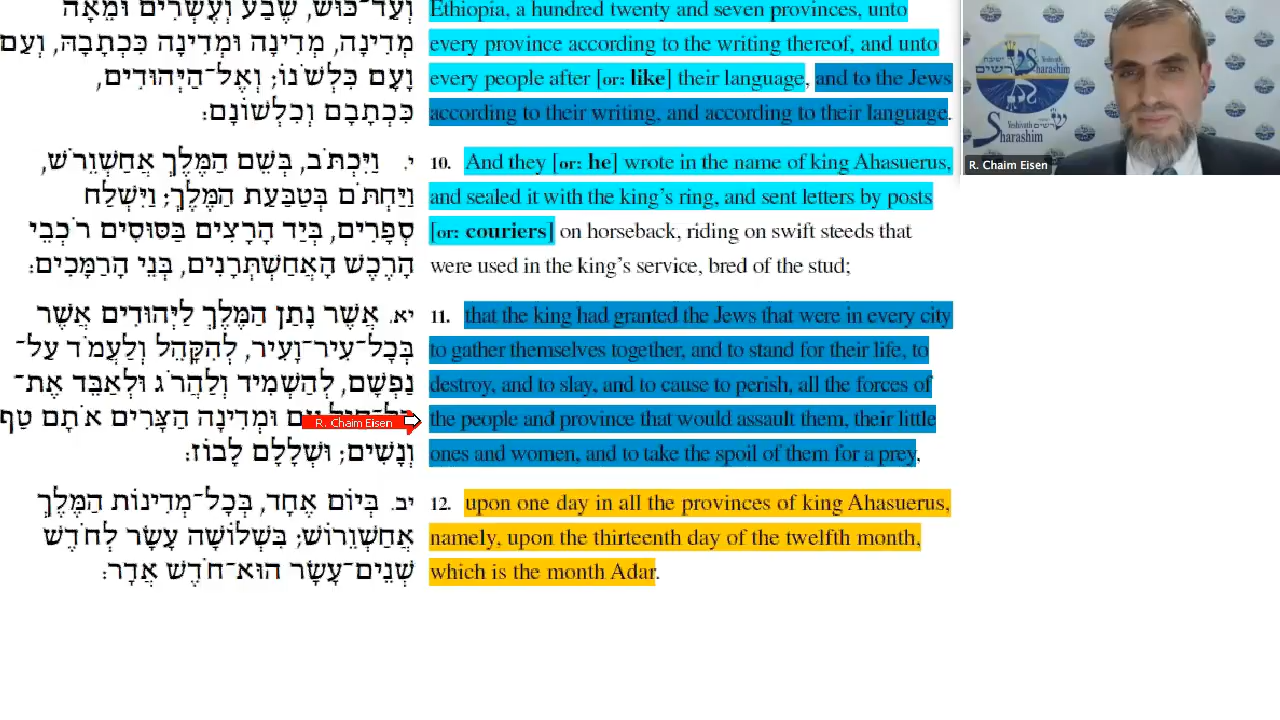 וְעַד־כּוּשׁ, שֶׁבַע וְעֶשְׂרִים וּמֵאָה
מְדִינָה, מְדִינָה וּמְדִינָה כִּכְתָבָהּ, וְעַם
וָעָם כִּלְשֹׁנוֹ; וְאֶל־הַיְּהוּדִים,
כִּכְתָבָם וְכִלְשׁוֹנָם:
י. וַיִּכְתֹּב, בְּשֵׁם הַמֶּלֶךְ אֲחַשְׁוֵרֹשׁ,
וַיַּחְתֹּם בְּטַבַּעַת הַמֶּלֶךְ; וַיִּשְׁלַח
סְפָרִים, בְּיַד הָרָצִים בַּסּוּסִים רֹכְבֵי
הָרֶכֶשׁ הָאֲחַשְׁתְּרָנִים, בְּנֵי הָרַמָּכִים:
יא. אֲשֶׁר נָתַן הַמֶּלֶךְ לַיְּהוּדִים אֲשֶׁר
בְּכָל־עִיר־וָעִיר, לְהִקָּהֵל וְלַעֲמֹד עַל־
נַפְשָׁם, לְהַשְׁמִיד וְלַהֲרֹג וּלְאַבֵּד אֶת־
וּמְדִינָה הַצָּרִים אֹתָם טַף
וְנָשִׁים; וּשְׁלָלָם לָבוֹז:
יב. בְּיוֹם אֶחָד, בְּכָל־מְדִינוֹת הַמֶּלֶךְ
אֲחַשְׁוֵרוֹשׁ; בִּשְׁלוֹשָׁה עָשָׂר לְחֹדֶשׁ
שְׁנֵים־עָשָׂר הוּא־חֹדֶשׁ אֲדָר:
Ethiopia, a hundred twenty and seven provinces, unto
every province according to the writing thereof, and unto
every people after [or: like] their language, and to the Jews
according to their writing, and according to their language.
10. And they [or: he] wrote in the name of king Ahasuerus,
and sealed it with the king’s ring, and sent letters by posts
[or: couriers] on horseback, riding on swift steeds that
were used in the king’s service, bred of the stud;
11. that the king had granted the Jews that were in every city
to gather themselves together, and to stand for their life, to
destroy, and to slay, and to cause to perish, all the forces of
the people and province that would assault them, their little
ones and women, and to take the spoil of them for a prey,
12. upon one day in all the provinces of king Ahasuerus,
namely, upon the thirteenth day of the twelfth month,
which is the month Adar.
R. Chaim Eisen
Sharashim
Yeshivath
Sharashim
R. Chaim Eisen